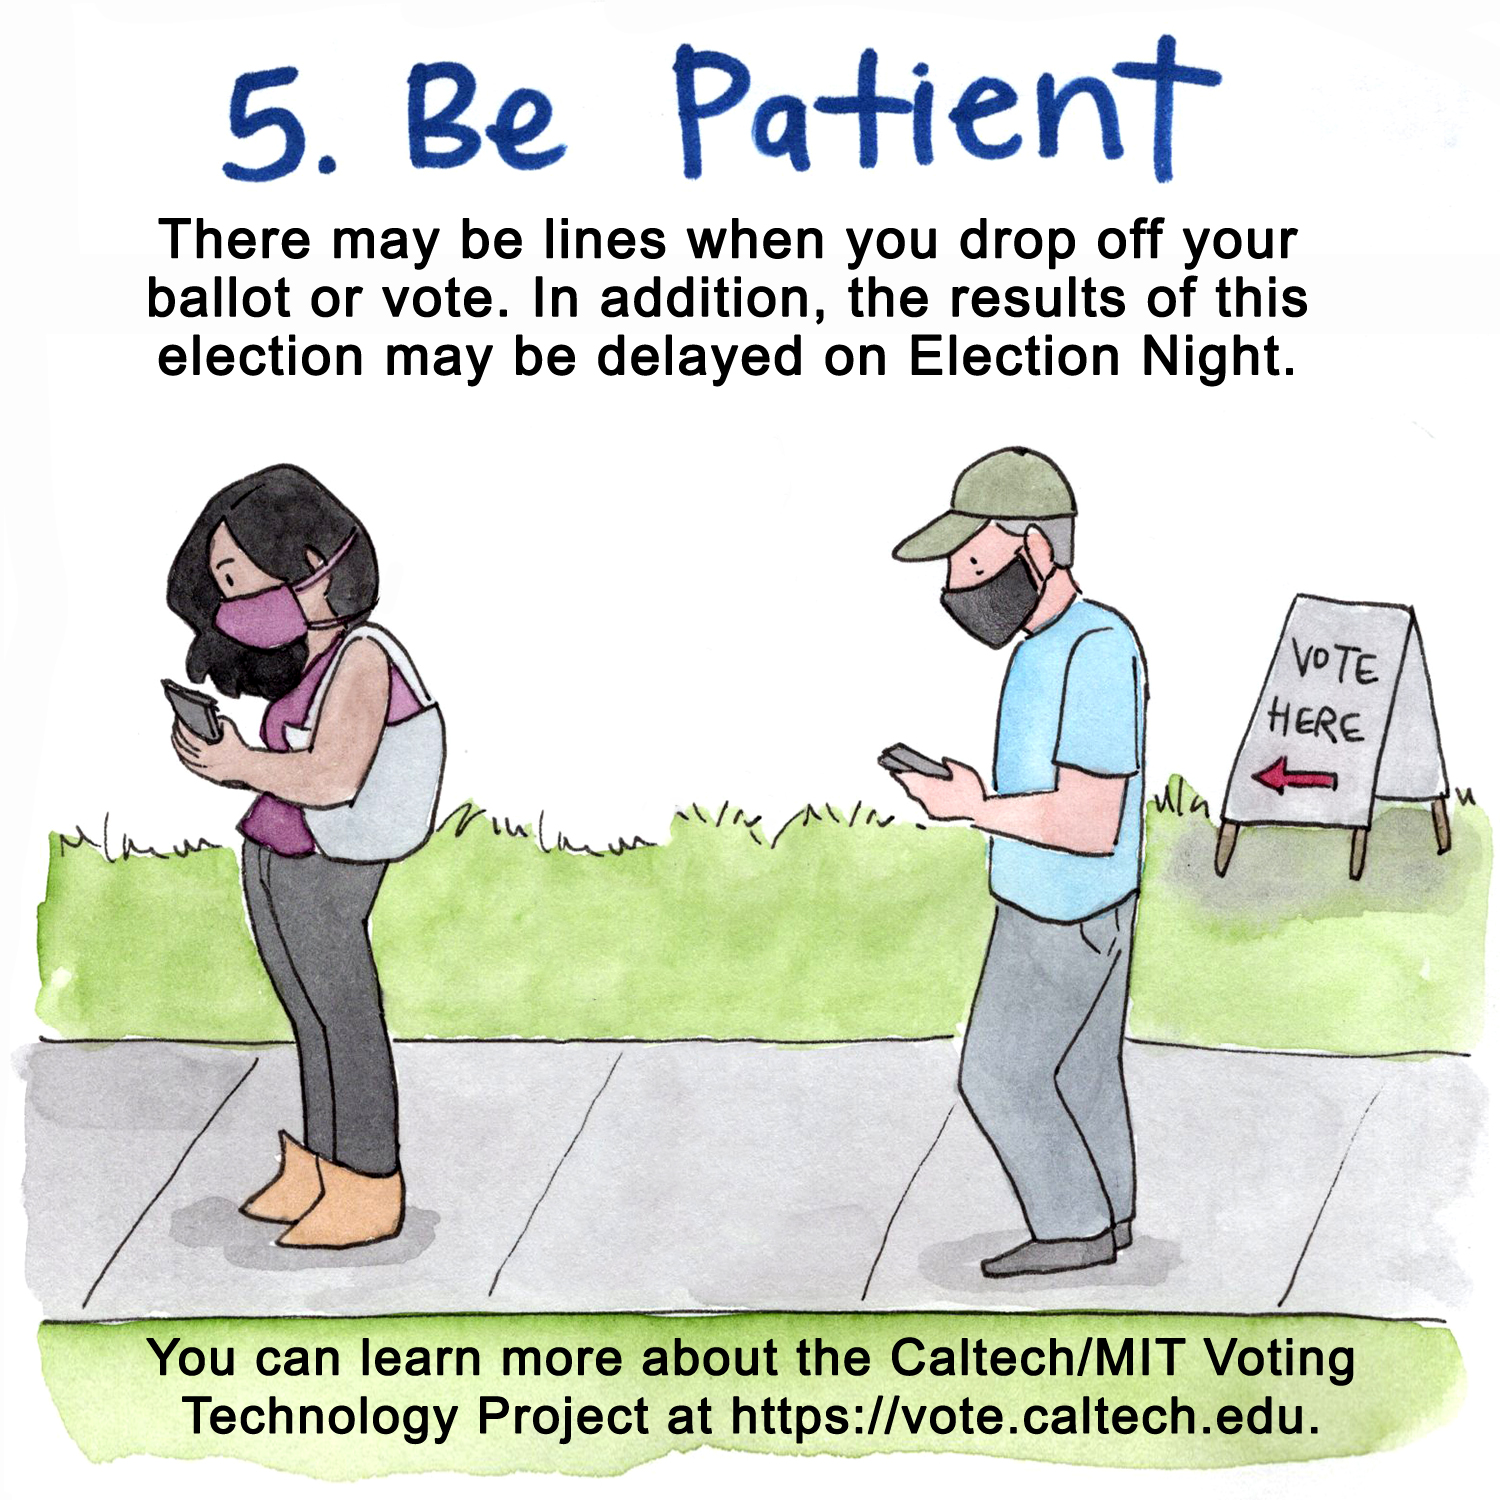 5. Be Patient
There may be lines when you drop off your
ballot or vote. In addition, the results of this
election may be delayed on Election Night.
VOTE
HERE
You can learn more about the Caltech/MIT Voting
Technology Project at https://vote.caltech.edu.